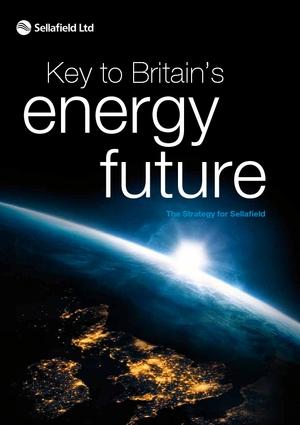 Sellafield Ltd
Key to Britain's
energy
future
The Strategy for Sellafield